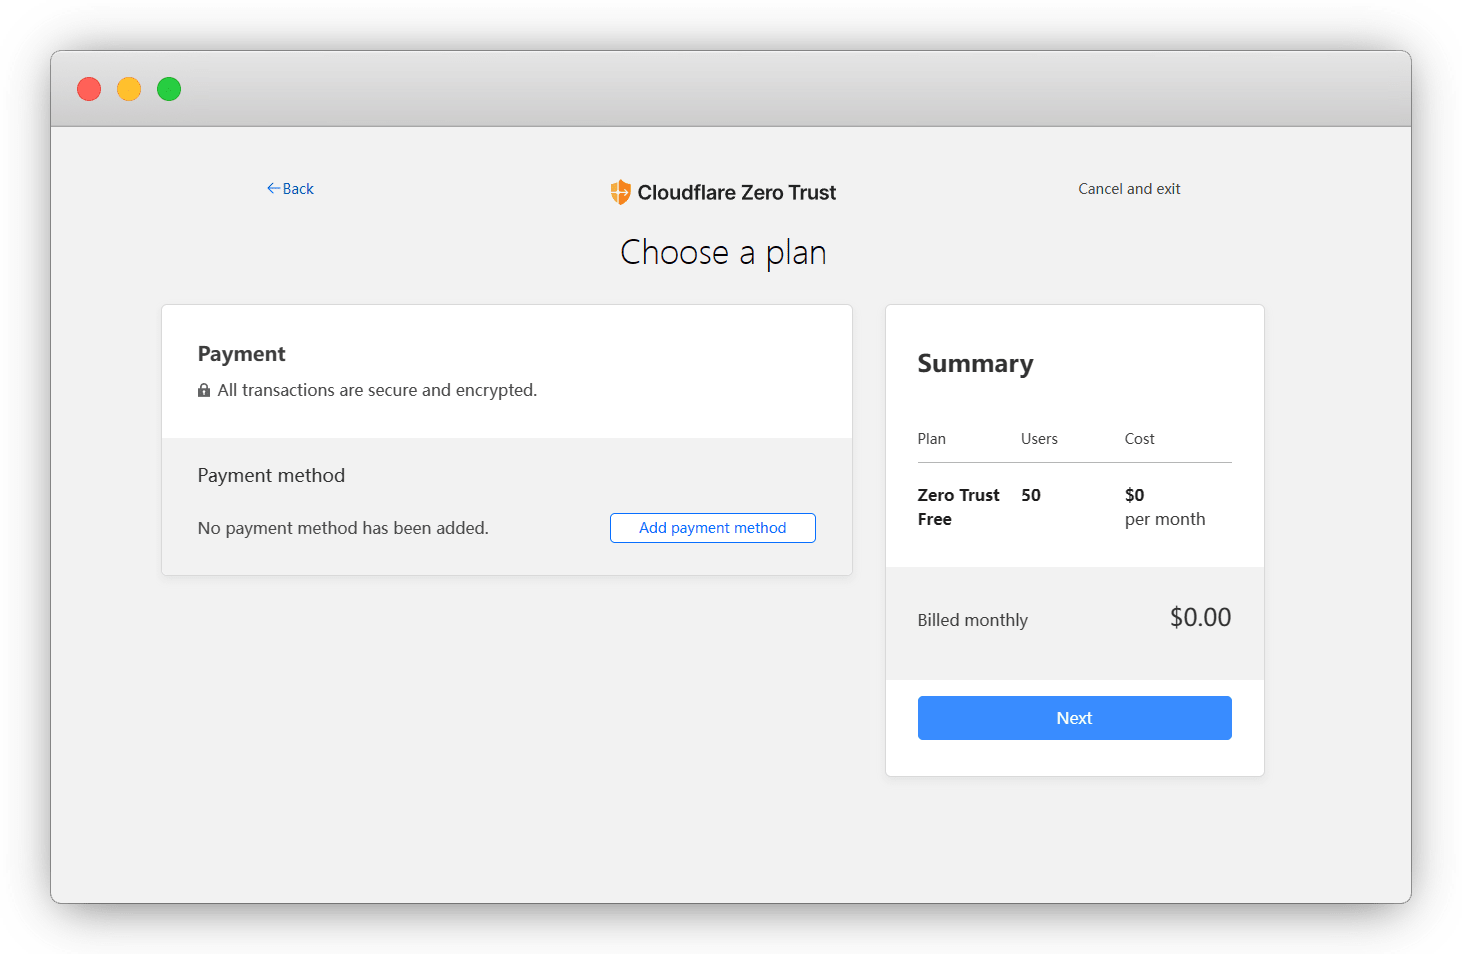 Back
Cloudflare Zero Trust
Cancel and exit
Choose a plan
Payment
All transactions are secure and encrypted.
Payment method
No payment method has been added.
Add payment method
Summary
Plan Users Cost
Zero Trust 50 $0
Free per month
Billed monthly $0.00
Next